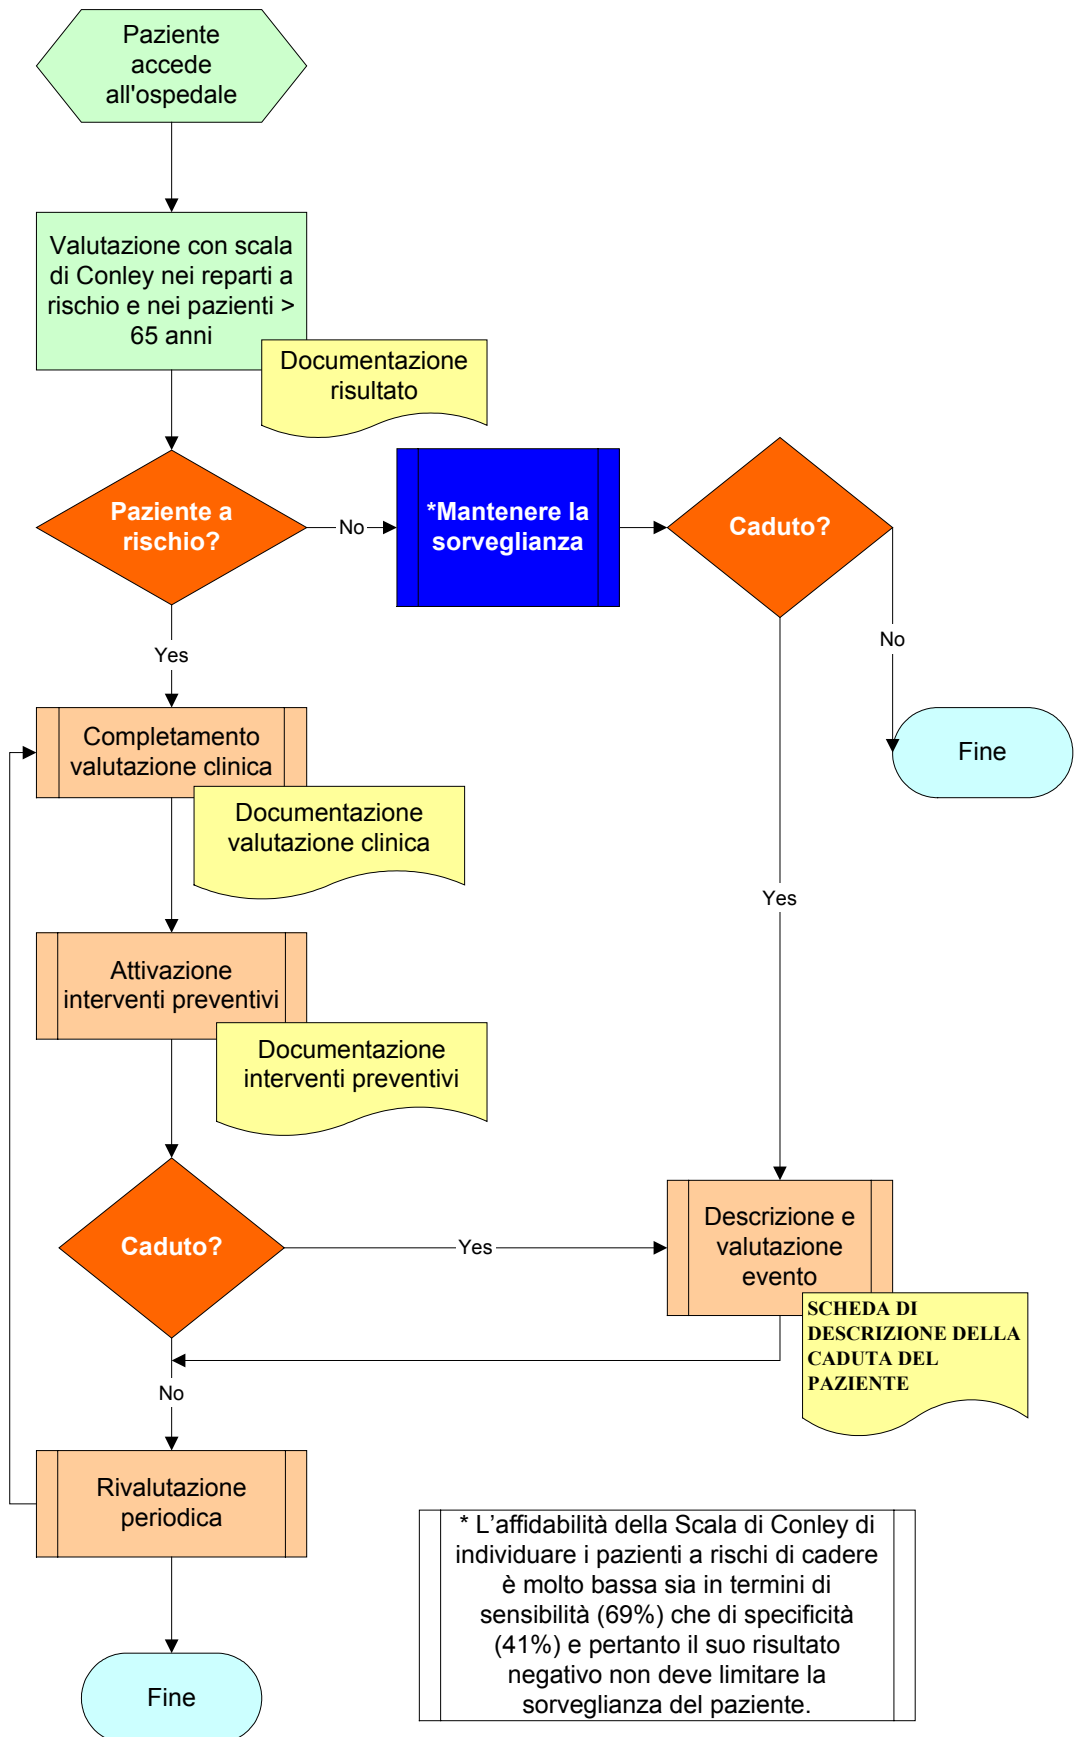 Paziente
accede
all'ospedale
Valutazione con scala
di Conley nei reparti a
rischio e nei pazienti >
65 anni
Documentazione
risultato
Paziente a
rischio?
No
*Mantenere la
sorveglianza
Caduto?
No
Fine
Yes
Yes
Completamento
valutazione clinica
Documentazione
valutazione clinica
Attivazione
interventi preventivi
Documentazione
interventi preventivi
Caduto?
Yes
Descrizione e
valutazione
evento
SCHEDA DI
DESCRIZIONE DELLA
CADUTA DEL
PAZIENTE
No
Rivalutazione
periodica
Fine
* L'affidabilità della Scala di Conley di
individuare i pazienti a rischi di cadere
è molto bassa sia in termini di
sensibilità (69%) che di specificità
(41%) e pertanto il suo risultato
negativo non deve limitare la
sorveglianza del paziente.